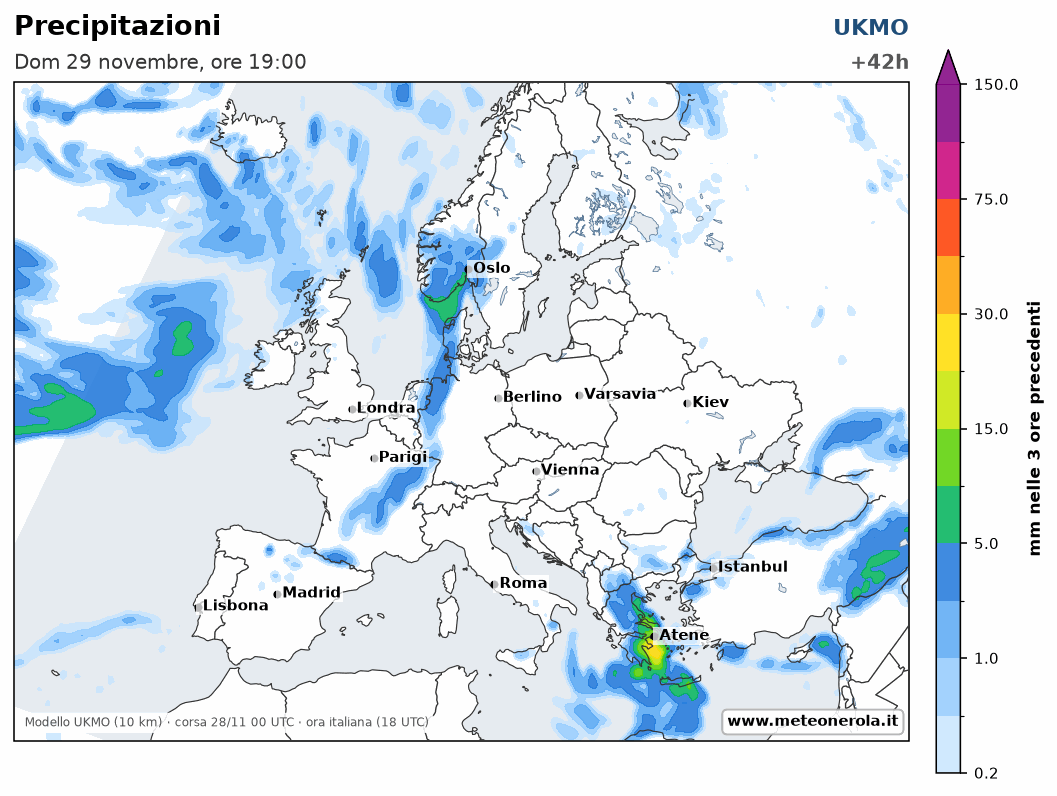 Precipitazioni
UKMO
Dom 29 novembre, ore 19:00
+42h
150.0
75.0
30.0
15.0
5.0
1.0
0.2
mm nelle 3 ore precedenti
Oslo
Berlino
Varsavia
Kiev
Londra
Parigi
Vienna
Istanbul
Roma
Madrid
Lisbona
Atene
Modello UKMO (10 km) · corsa 28/11 00 UTC · ora italiana (18 UTC)
www.meteonerola.it